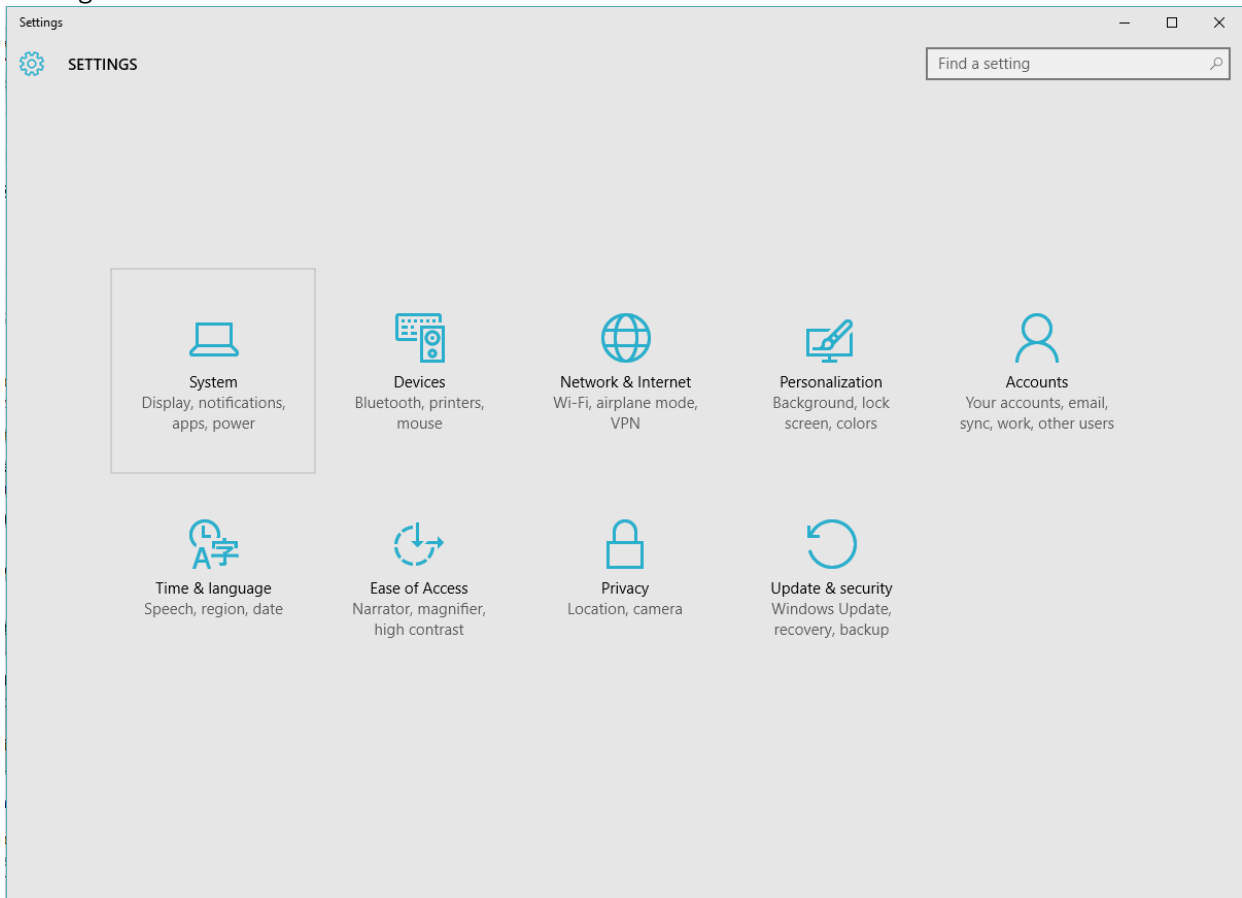 Settings
SETTINGS
Find a setting
System
Display, notifications,
apps, power
Devices
Bluetooth, printers,
mouse
Network & Internet
Wi-Fi, airplane mode,
VPN
Personalization
Background, lock
screen, colors
Accounts
Your accounts, email,
sync, work, other users
Time & language
Speech, region, date
Ease of Access
Narrator, magnifier,
high contrast
Privacy
Location, camera
Update & security
Windows Update,
recovery, backup